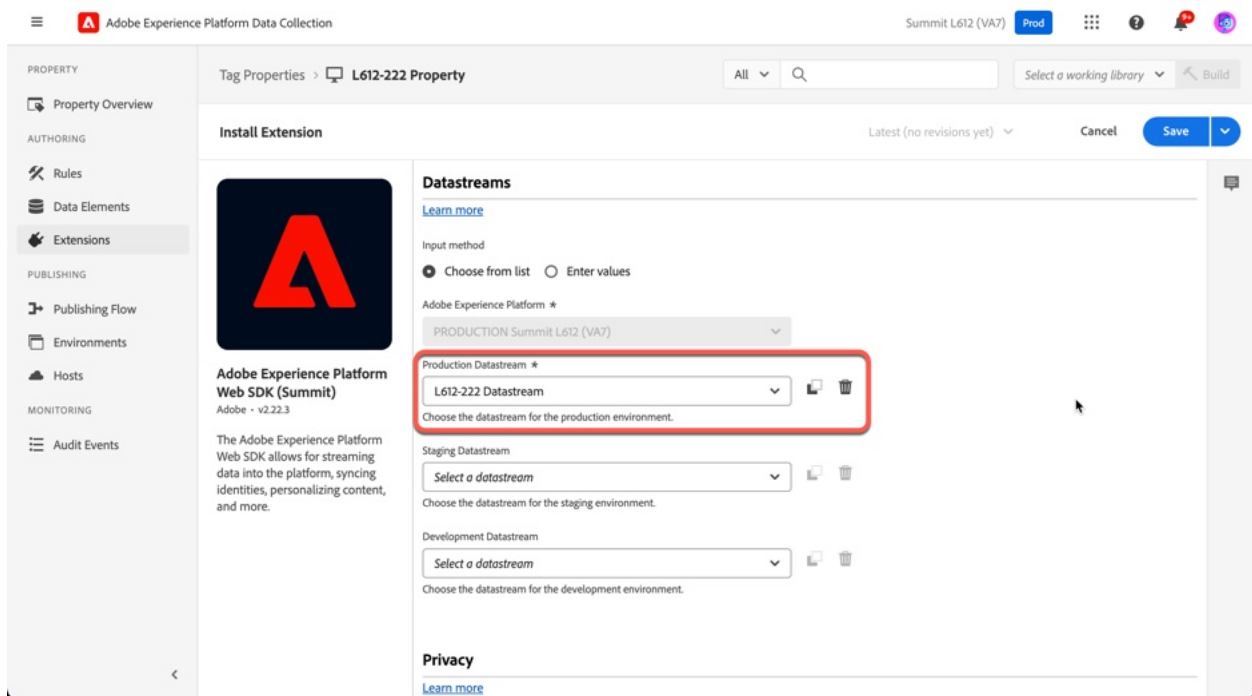 Adobe Experience Platform Data Collection
Summit L612 (VA7)
Prod
9+
PROPERTY
Property Overview
AUTHORING
Rules
Data Elements
Extensions
PUBLISHING
Publishing Flow
Environments
Hosts
MONITORING
Audit Events
Tag Properties > L612-222 Property
All
Select a working library
Build
Install Extension
Latest (no revisions yet)
Cancel
Save
Adobe Experience Platform
Web SDK (Summit)
Adobe • v2.22.3
The Adobe Experience Platform
Web SDK allows for streaming
data into the platform, syncing
identities, personalizing content,
and more.
Datastreams
Learn more
Input method
Choose from list
Enter values
Adobe Experience Platform *
PRODUCTION Summit L612 (VA7)
Production Datastream *
L612-222 Datastream
Choose the datastream for the production environment.
Staging Datastream
Select a datastream
Choose the datastream for the staging environment.
Development Datastream
Select a datastream
Choose the datastream for the development environment.
Privacy
Learn more